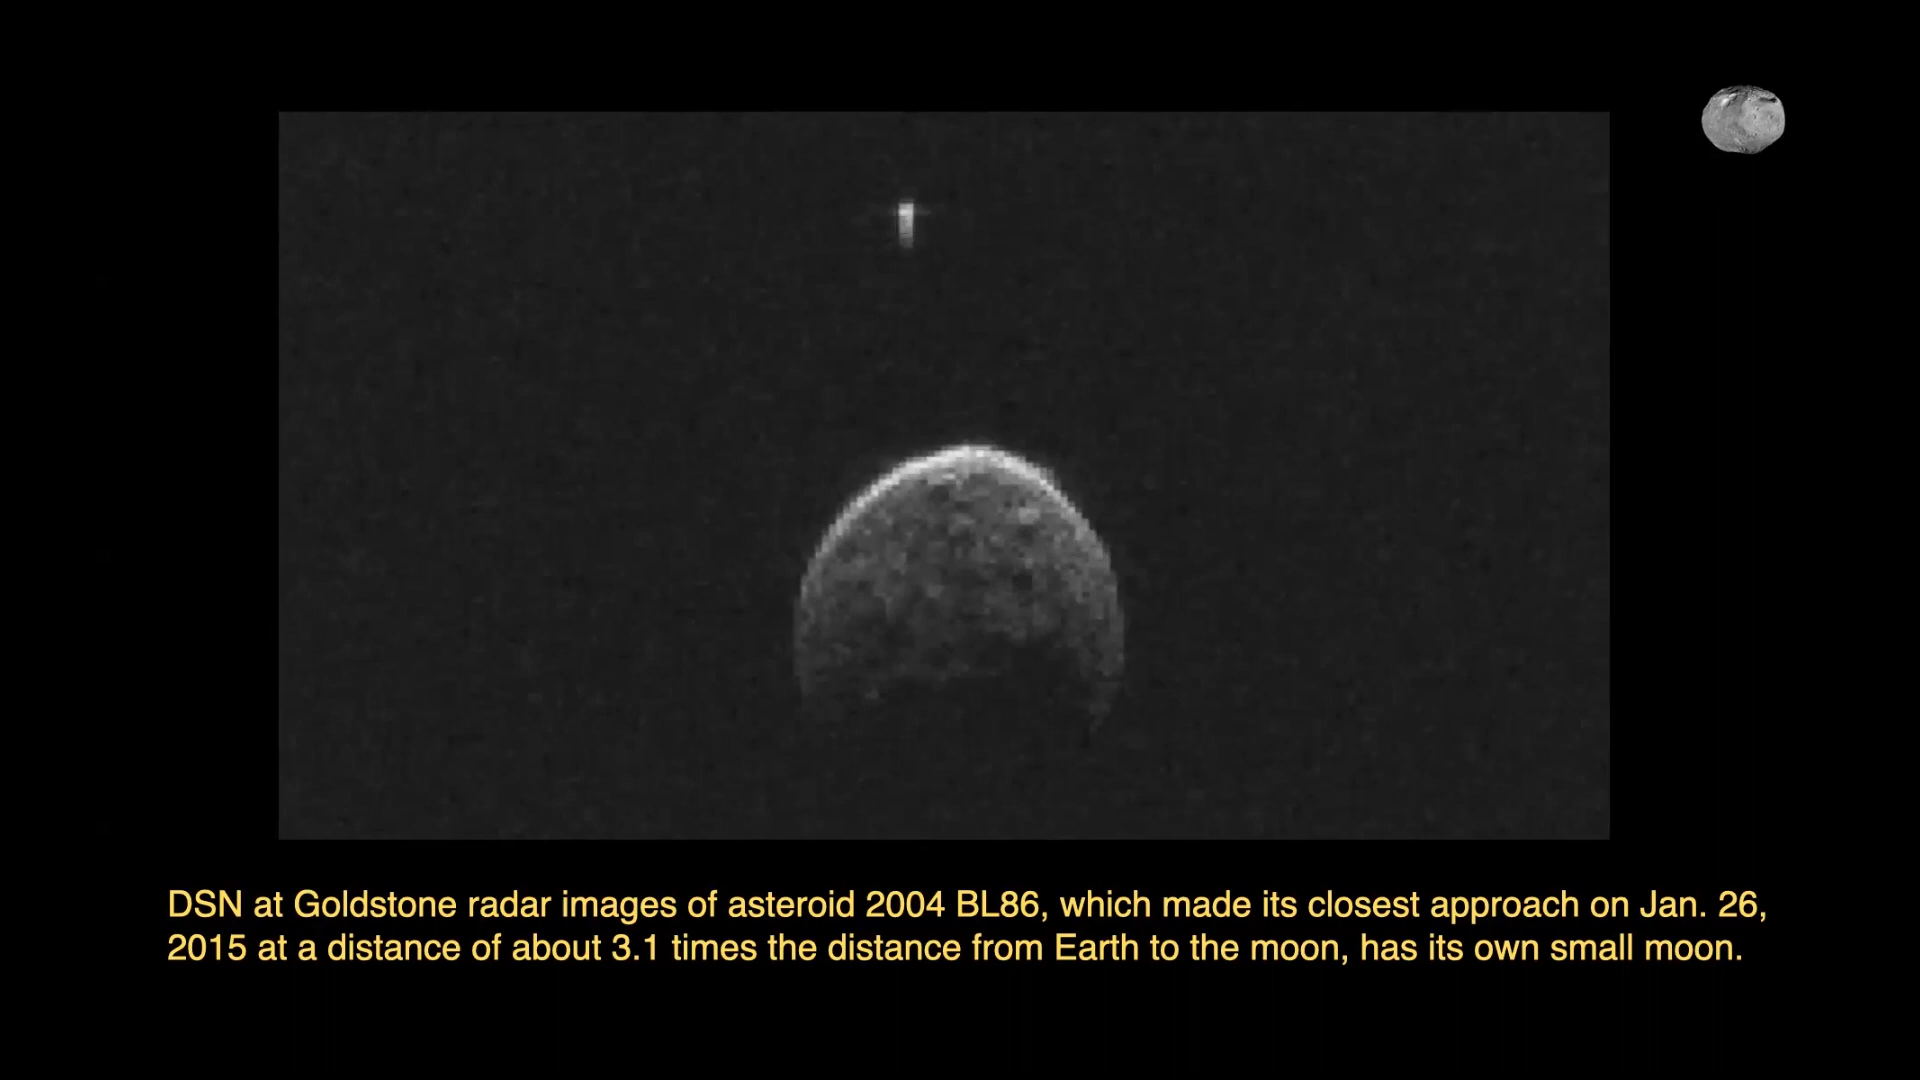 DSN at Goldstone radar images of asteroid 2004 BL86, which made its closest approach on Jan. 26,
2015 at a distance of about 3.1 times the distance from Earth to the moon, has its own small moon.